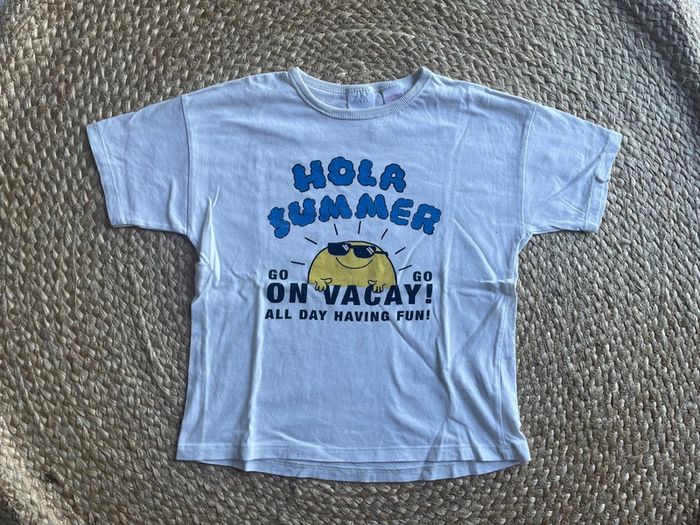 HOLA
SUMMER
GO GO
ON VACAY!
ALL DAY HAVING FUN!